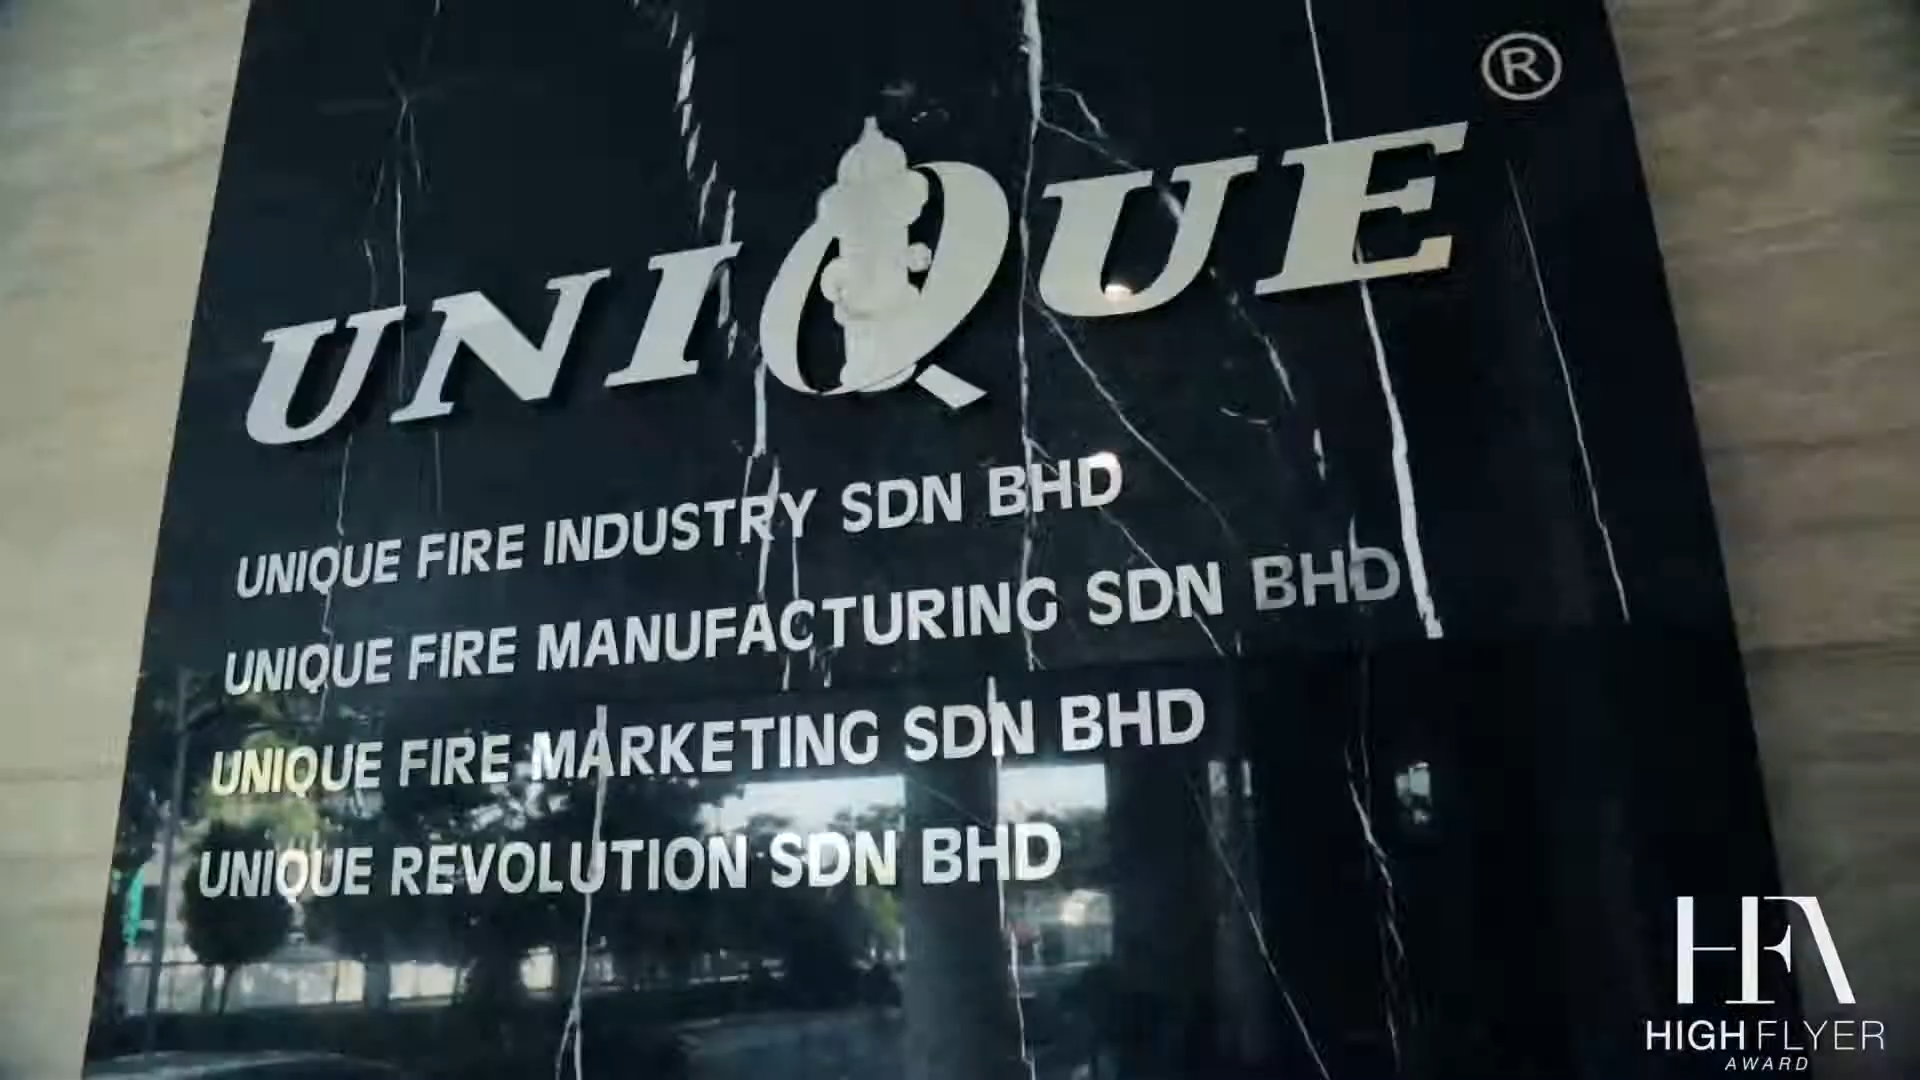 UNIQUE ®
UNIQUE FIRE INDUSTRY SDN BHD
UNIQUE FIRE MANUFACTURING SDN BHD
UNIQUE FIRE MARKETING SDN BHD
UNIQUE REVOLUTION SDN BHD
HFA
HIGH FLYER
AWARD